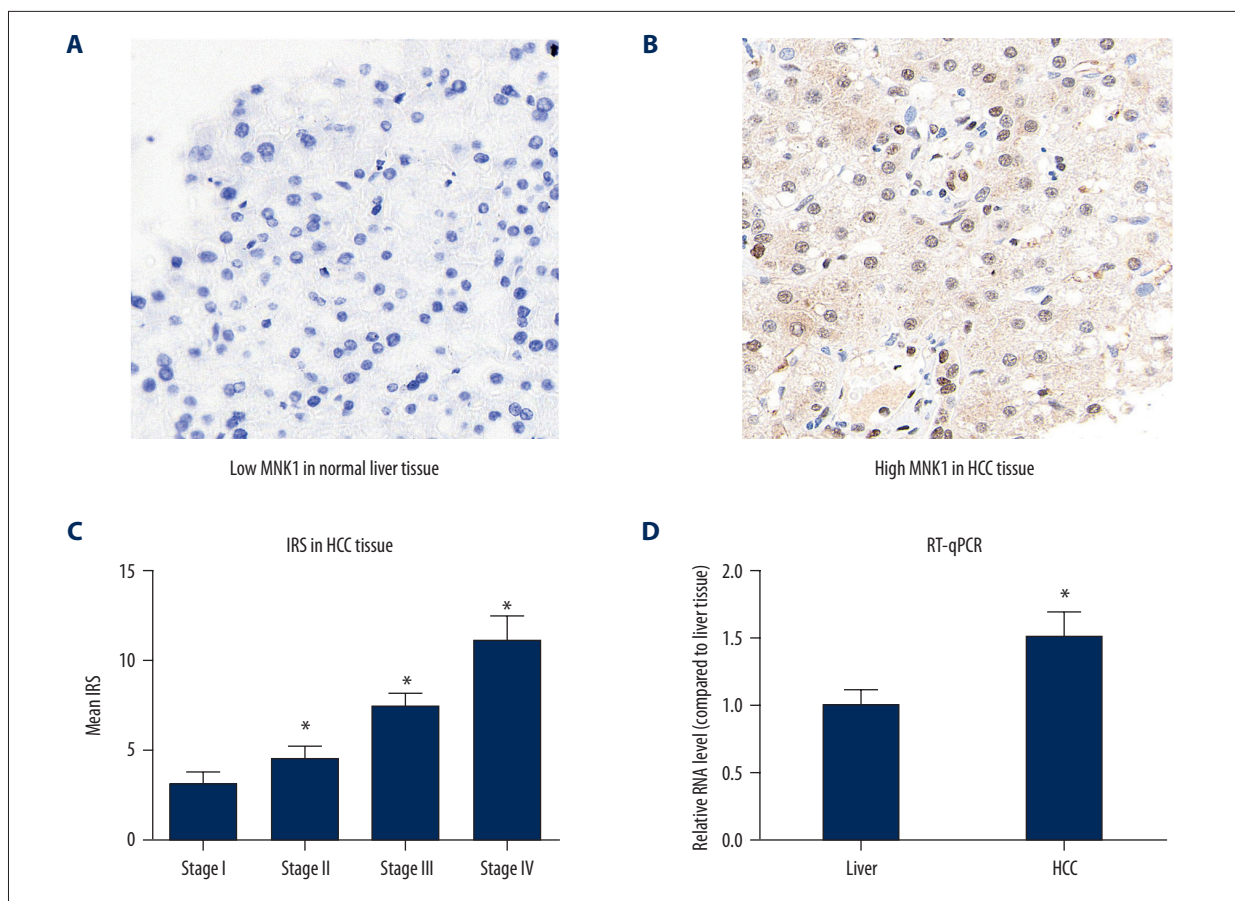 A
B
Low MNK1 in normal liver tissue
High MNK1 in HCC tissue
C
IRS in HCC tissue
Mean IRS
15
10
5
0
*
*
*
Stage I
Stage II
Stage III
Stage IV
D
RT-qPCR
Relative RNA level (compared to liver tissue)
2.0
1.5
1.0
0.5
0.0
*
Liver
HCC